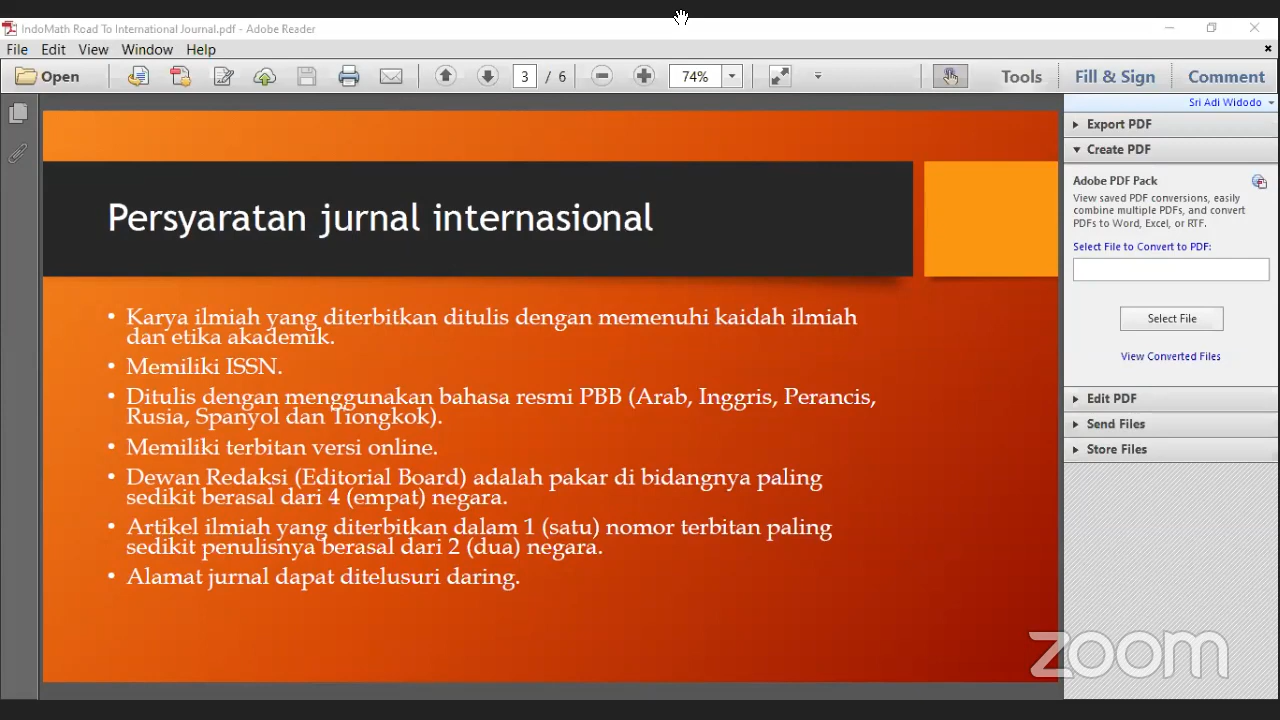 IndoMath Road To International Journal.pdf - Adobe Reader
File Edit View Window Help
Open 3 / 6 74% Tools Fill & Sign Comment
Sri Adi Widodo
Persyaratan jurnal internasional
• Karya ilmiah yang diterbitkan ditulis dengan memenuhi kaidah ilmiah
dan etika akademik.
• Memiliki ISSN.
• Ditulis dengan menggunakan bahasa resmi PBB (Arab, Inggris, Perancis,
Rusia, Spanyol dan Tiongkok).
• Memiliki terbitan versi online.
• Dewan Redaksi (Editorial Board) adalah pakar di bidangnya paling
sedikit berasal dari 4 (empat) negara.
• Artikel ilmiah yang diterbitkan dalam 1 (satu) nomor terbitan paling
sedikit penulisnya berasal dari 2 (dua) negara.
• Alamat jurnal dapat ditelusuri daring.
Export PDF
Create PDF
Adobe PDF Pack
View saved PDF conversions, easily
combine multiple PDFs, and convert
PDFs to Word, Excel, or RTF.
Select File to Convert to PDF:
Select File
View Converted Files
Edit PDF
Send Files
Store Files
zoom